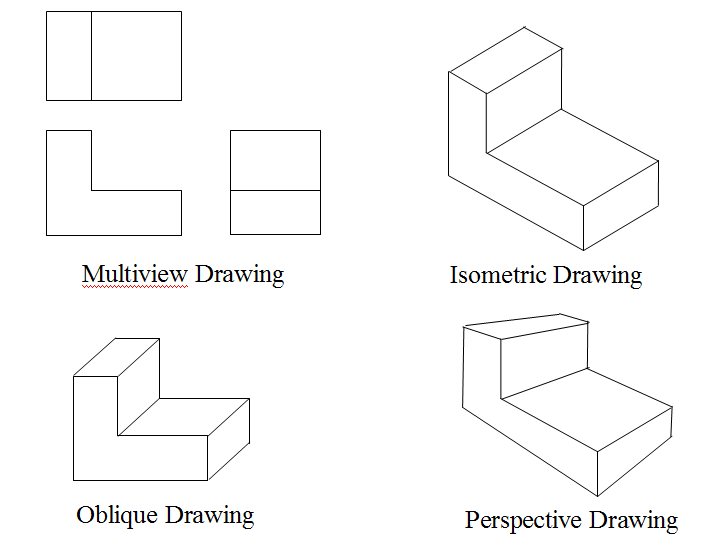 Multiview Drawing
Isometric Drawing
Oblique Drawing
Perspective Drawing